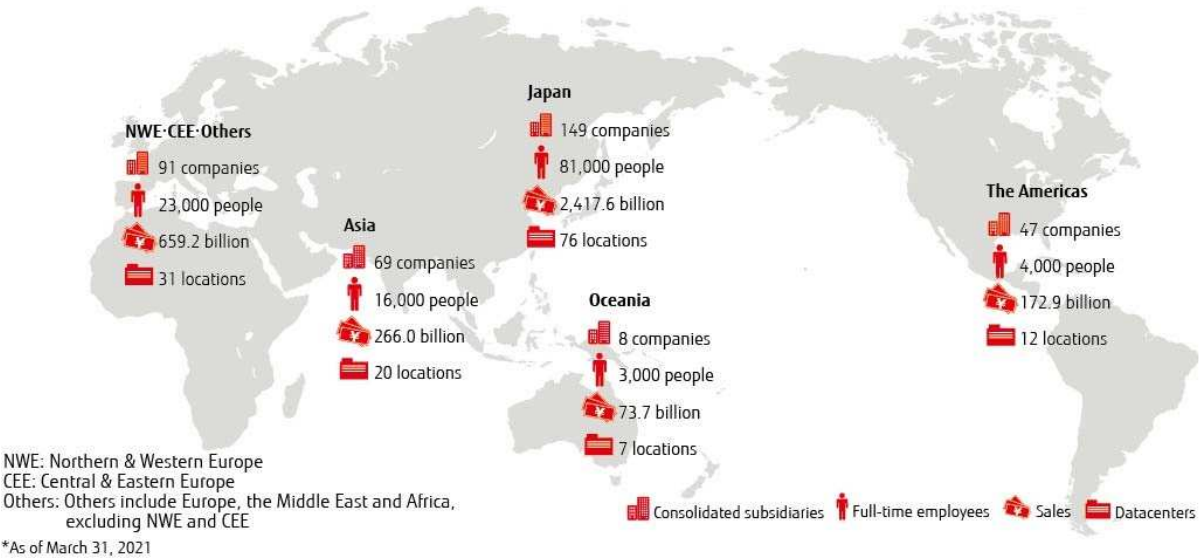 Japan
149 companies
81,000 people
¥ 2,417.6 billion
76 locations
NWE·CEE·Others
91 companies
23,000 people
¥ 659.2 billion
31 locations
The Americas
47 companies
4,000 people
¥ 172.9 billion
12 locations
Asia
69 companies
16,000 people
¥ 266.0 billion
20 locations
Oceania
8 companies
3,000 people
¥ 73.7 billion
7 locations
NWE: Northern & Western Europe
CEE: Central & Eastern Europe
Others: Others include Europe, the Middle East and Africa,
excluding NWE and CEE
*As of March 31, 2021
Consolidated subsidiaries Full-time employees ¥ Sales Datacenters